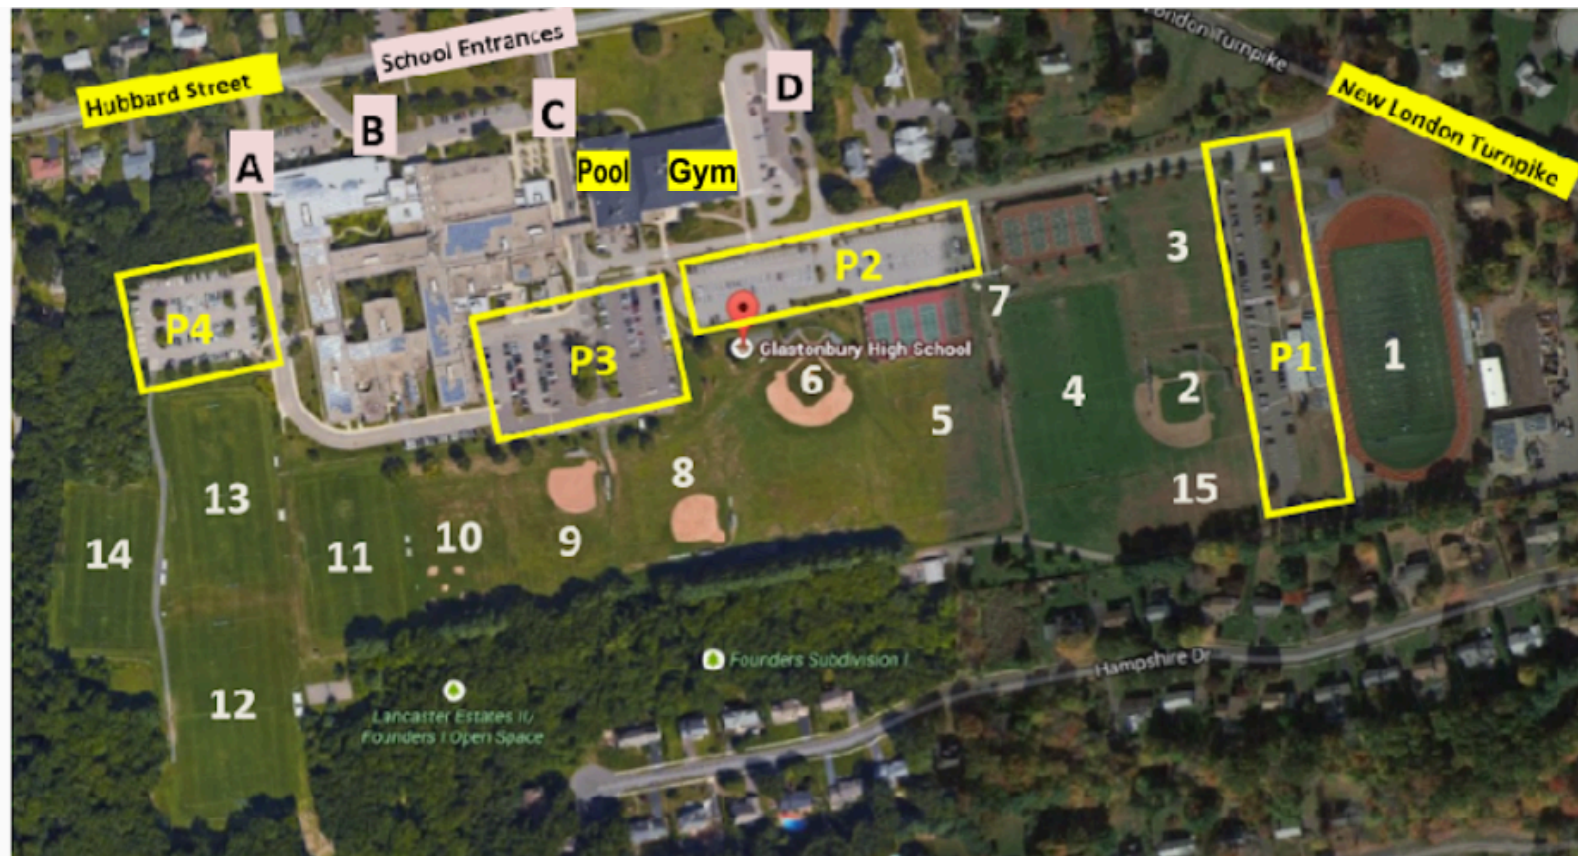 London Turnpike
School Entrances
Hubbard Street
New London Turnpike
A
B
C
D
Pool
Gym
P4
P3
P2
P1
Glastonbury High School
1
2
3
4
5
6
7
8
9
10
11
12
13
14
15
Founders Subdivision I
Lancaster Estates II/
Founders I Open Space
Hampshire Dr